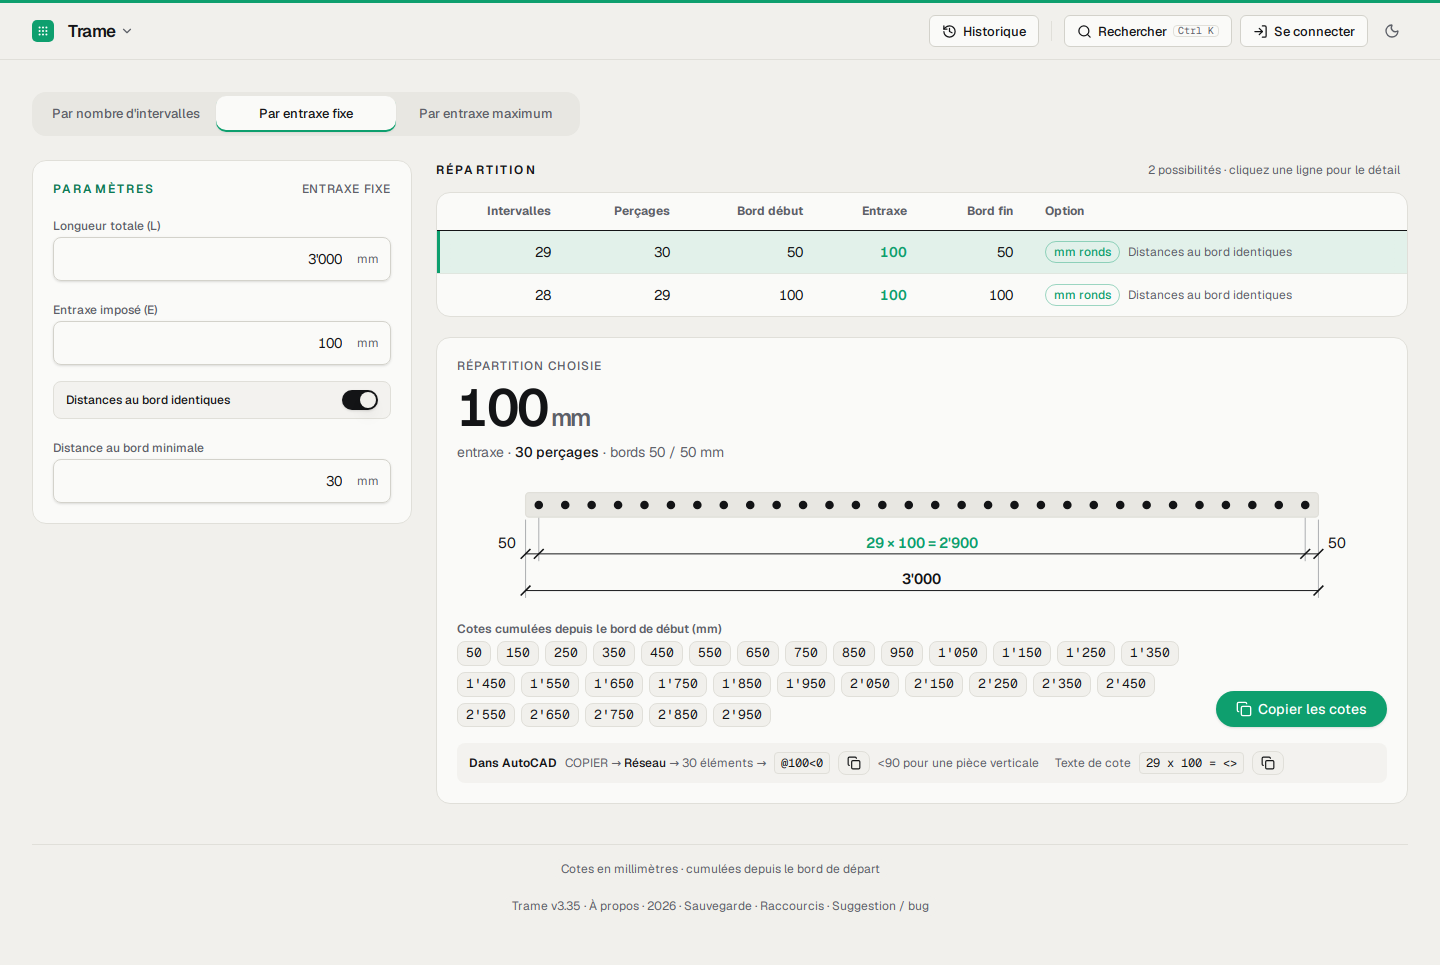 Trame
Historique
Rechercher Ctrl K
Se connecter
Par nombre d'intervalles
Par entraxe fixe
Par entraxe maximum
PARAMÈTRES
ENTRAXE FIXE
Longueur totale (L)
3'000 mm
Entraxe imposé (E)
100 mm
Distances au bord identiques
Distance au bord minimale
30 mm
RÉPARTITION
2 possibilités · cliquez une ligne pour le détail
Intervalles Perçages Bord début Entraxe Bord fin Option
29 30 50 100 50 mm ronds Distances au bord identiques
28 29 100 100 100 mm ronds Distances au bord identiques
RÉPARTITION CHOISIE
100 mm
entraxe · 30 perçages · bords 50 / 50 mm
50 29 × 100 = 2'900 50
3'000
Cotes cumulées depuis le bord de début (mm)
50 150 250 350 450 550 650 750 850 950 1'050 1'150 1'250 1'350
1'450 1'550 1'650 1'750 1'850 1'950 2'050 2'150 2'250 2'350 2'450
2'550 2'650 2'750 2'850 2'950
Copier les cotes
Dans AutoCAD COPIER → Réseau → 30 éléments → @100<0 <90 pour une pièce verticale Texte de cote 29 x 100 = <>
Cotes en millimètres · cumulées depuis le bord de départ
Trame v3.35 · À propos · 2026 · Sauvegarde · Raccourcis · Suggestion / bug